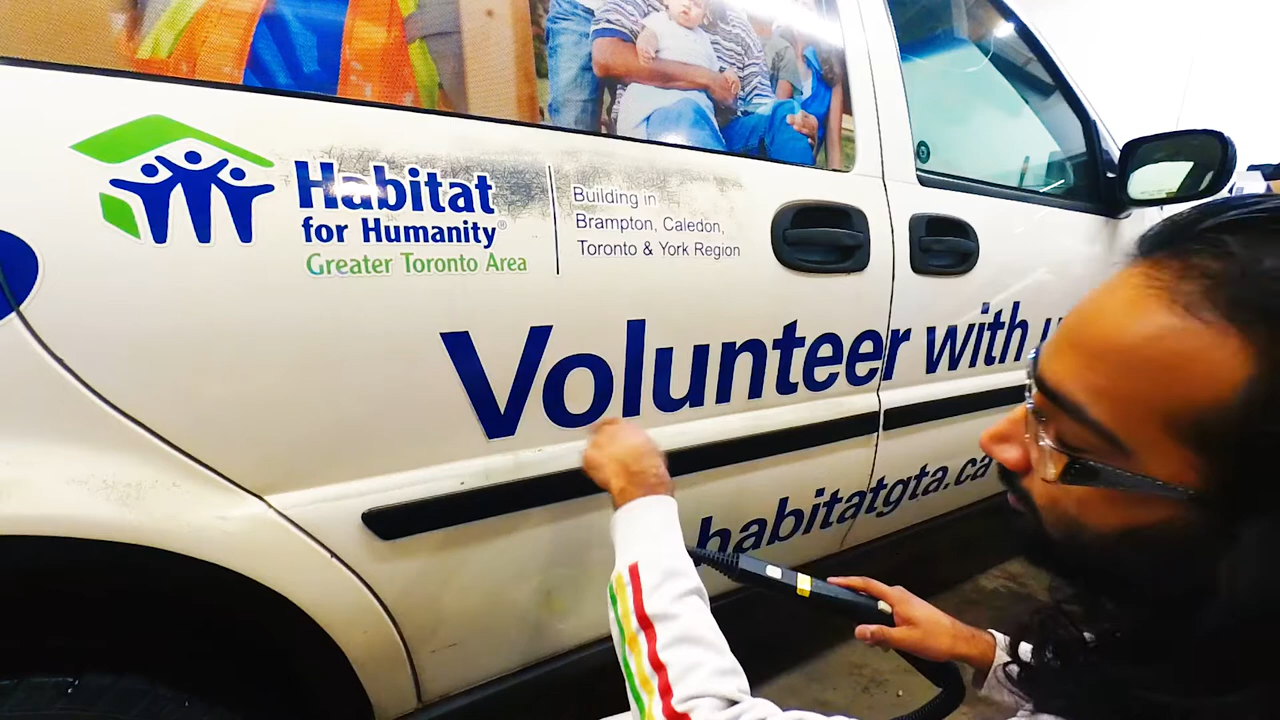 Habitat
for Humanity®
Greater Toronto Area
Building in
Brampton, Caledon,
Toronto & York Region
Volunteer with
habitatgta.ca